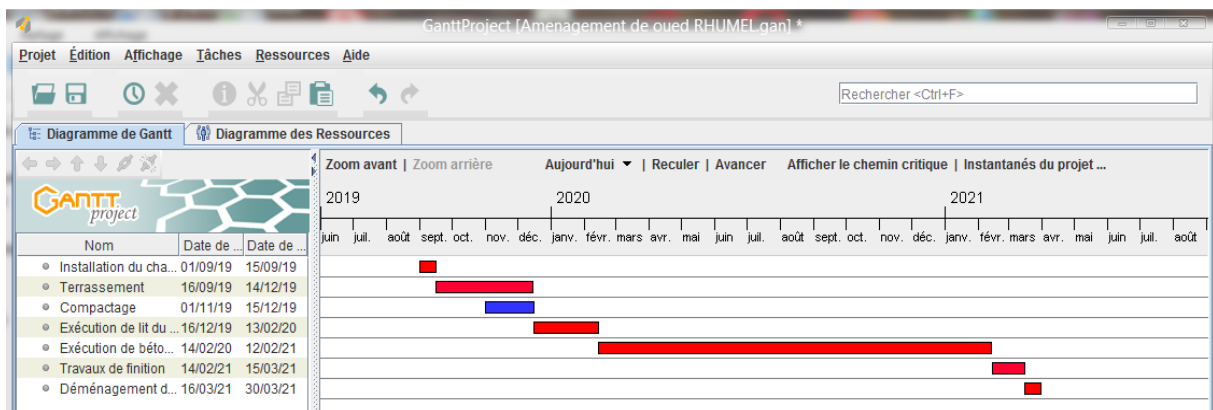 GanttProject [Amenagement de oued RHUMEL.gan] *
Projet Édition Affichage Tâches Ressources Aide
Rechercher <Ctrl+F>
Diagramme de Gantt Diagramme des Ressources
Zoom avant | Zoom arrière Aujourd'hui | Reculer | Avancer Afficher le chemin critique | Instantanés du projet ...
GANTT project
2019 2020 2021
juin juil. août sept. oct. nov. déc. janv. févr. mars avr. mai juin juil. août sept. oct. nov. déc. janv. févr. mars avr. mai juin juil. août
Nom Date de ... Date de ...
Installation du cha... 01/09/19 15/09/19
Terrassement 16/09/19 14/12/19
Compactage 01/11/19 15/12/19
Exécution de lit du ... 16/12/19 13/02/20
Exécution de béto... 14/02/20 12/02/21
Travaux de finition 14/02/21 15/03/21
Déménagement d... 16/03/21 30/03/21